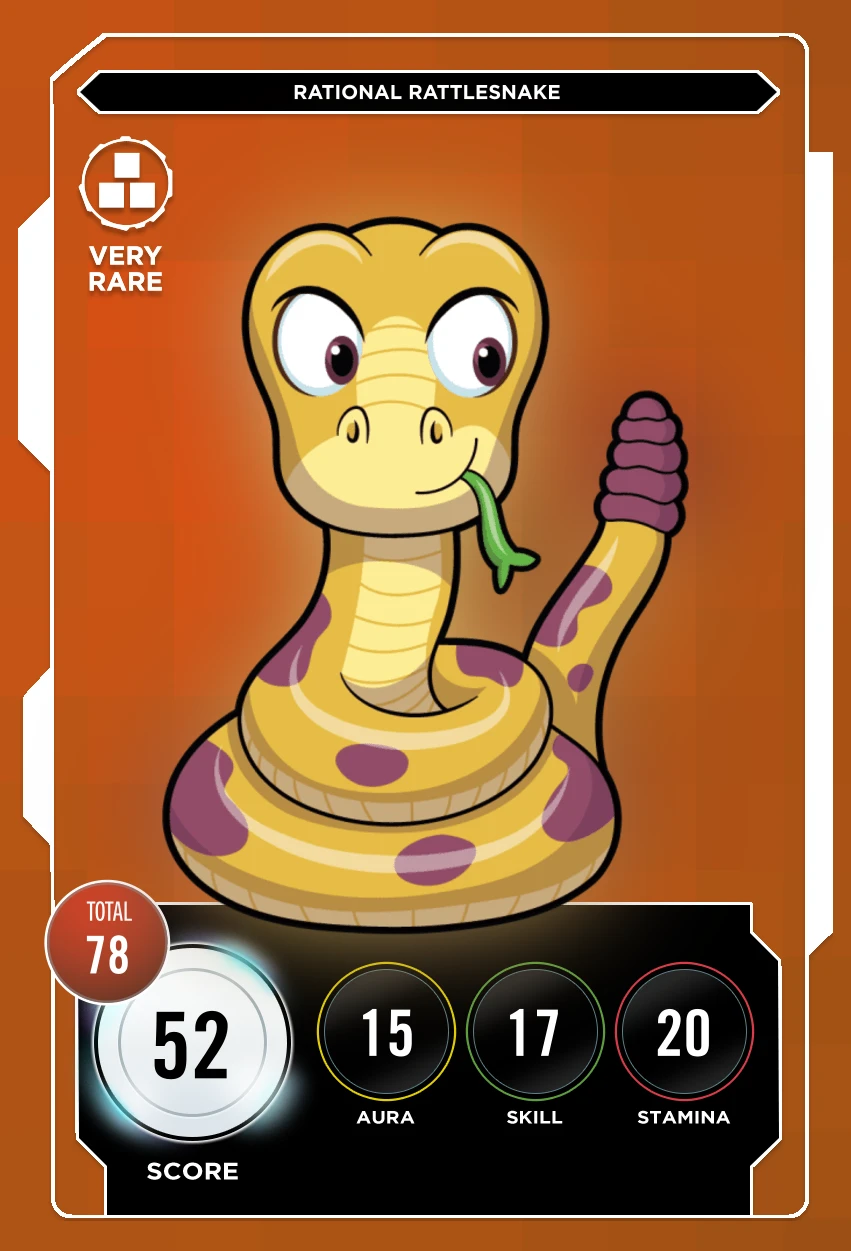 RATIONAL RATTLESNAKE
VERY
RARE
TOTAL
78
52
SCORE
15
AURA
17
SKILL
20
STAMINA